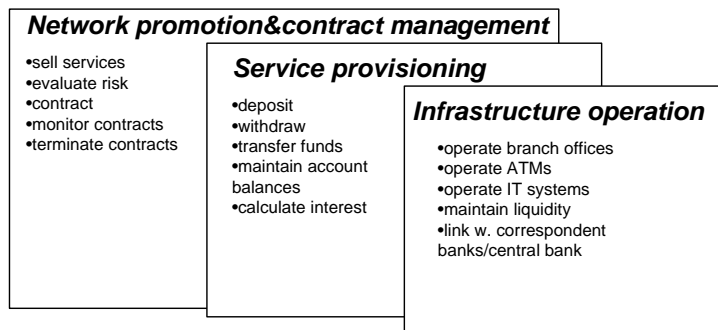 Network promotion&contract management
•sell services
•evaluate risk
•contract
•monitor contracts
•terminate contracts
Service provisioning
•deposit
•withdraw
•transfer funds
•maintain account
balances
•calculate interest
Infrastructure operation
•operate branch offices
•operate ATMs
•operate IT systems
•maintain liquidity
•link w. correspondent
banks/central bank